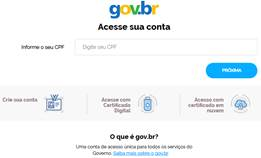 gov.br
Acesse sua conta
Informe o seu CPF
Digite seu CPF
PRÓXIMA
Crie sua conta
Acesse com
Certificado
Digital
Acesse com
certificado em
nuvem
O que é gov.br?
Uma conta de acesso única para todos os serviços do
Governo. Saiba mais sobre o gov.br